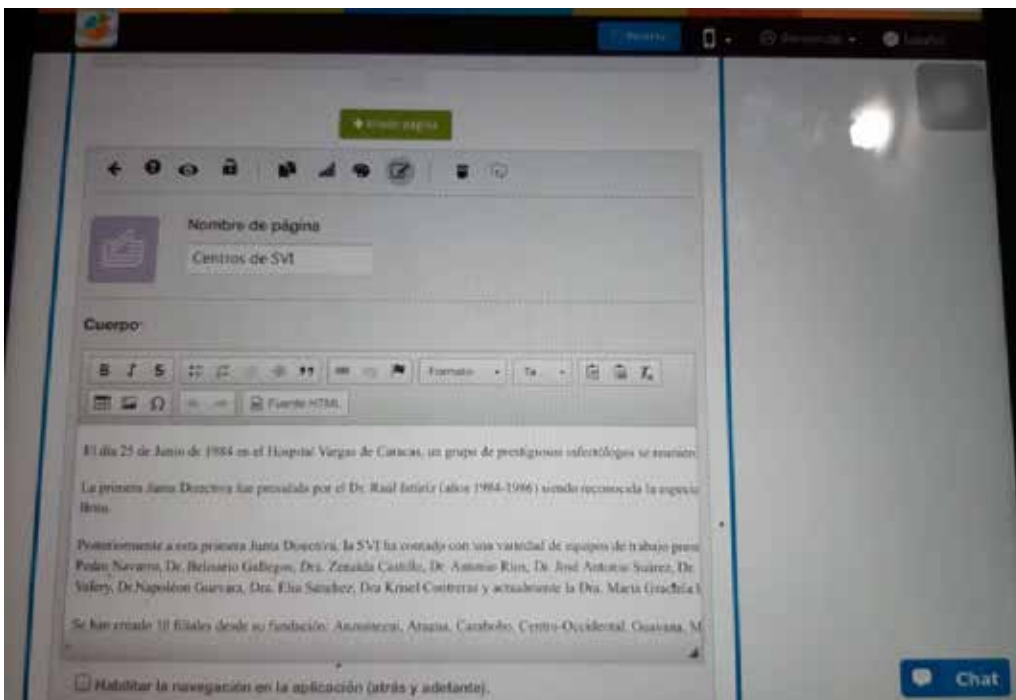 Añadir página
Nombre de página
Centros de SVI
Cuerpo:
B I S
Formato
Ta
Fuente HTML
El día 25 de Junio de 1984 en el Hospital Vargas de Caracas, un grupo de prestigiosos infectólogos se
La primera Junta Directiva fue presidida por el Dr. Raúl Istúriz (años 1984-1986) siendo reconocida la
Posteriormente a esta primera Junta Directiva, la SVI ha contado con una variedad de equipos de trabajo
Pedro Navarro, Dr. Belisario Gallegos, Dra. Zenaida Castillo, Dr. Antonio Ríos, Dr. José Antonio Suárez, Dr.
Valery, Dr.Napoléon Guevara, Dra. Elia Sánchez, Dra Krisel Contreras y actualmente la Dra. María Graciela
Se han creado 10 filiales desde su fundación: Anzoátegui, Aragua, Carabobo, Centro-Occidental, Guayana, M
Habilitar la navegación en la aplicación (atrás y adelante).
Chat